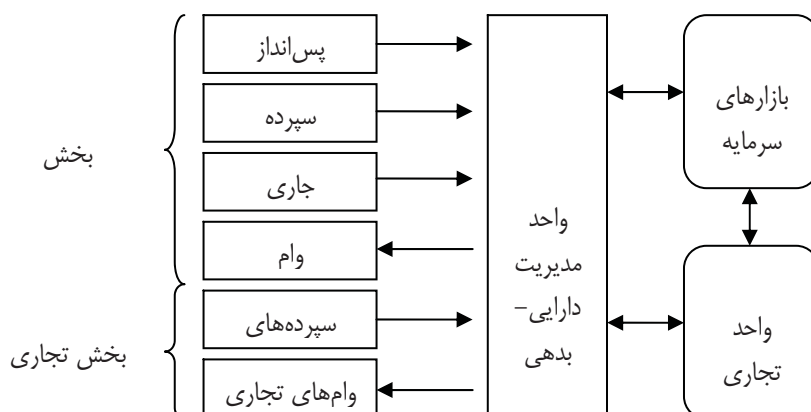 پس‌انداز
سپرده
جاری
وام
سپرده‌های
وام‌های تجاری
بخش
بخش تجاری
واحد
مدیریت
دارایی–
بدهی
بازارهای
سرمایه
واحد
تجاری